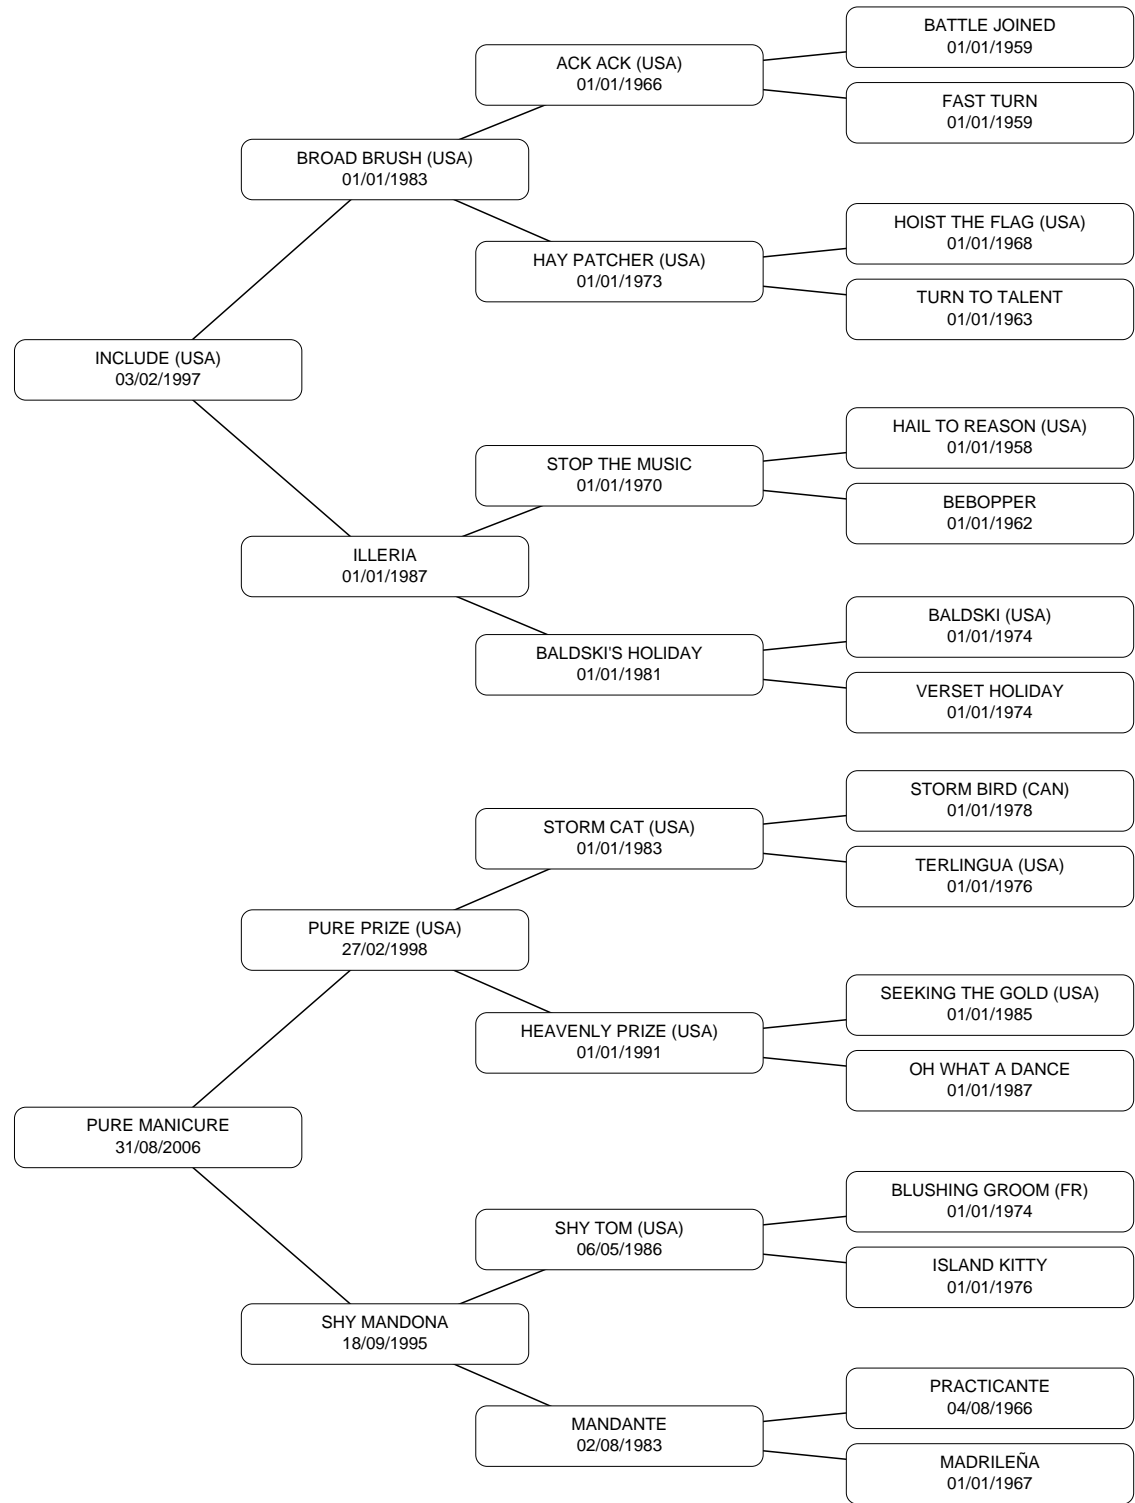 BATTLE JOINED
01/01/1959
ACK ACK (USA)
01/01/1966
FAST TURN
01/01/1959
BROAD BRUSH (USA)
01/01/1983
HOIST THE FLAG (USA)
01/01/1968
HAY PATCHER (USA)
01/01/1973
TURN TO TALENT
01/01/1963
INCLUDE (USA)
03/02/1997
HAIL TO REASON (USA)
01/01/1958
STOP THE MUSIC
01/01/1970
BEBOPPER
01/01/1962
ILLERIA
01/01/1987
BALDSKI (USA)
01/01/1974
BALDSKI'S HOLIDAY
01/01/1981
VERSET HOLIDAY
01/01/1974
STORM BIRD (CAN)
01/01/1978
STORM CAT (USA)
01/01/1983
TERLINGUA (USA)
01/01/1976
PURE PRIZE (USA)
27/02/1998
SEEKING THE GOLD (USA)
01/01/1985
HEAVENLY PRIZE (USA)
01/01/1991
OH WHAT A DANCE
01/01/1987
PURE MANICURE
31/08/2006
BLUSHING GROOM (FR)
01/01/1974
SHY TOM (USA)
06/05/1986
ISLAND KITTY
01/01/1976
SHY MANDONA
18/09/1995
PRACTICANTE
04/08/1966
MANDANTE
02/08/1983
MADRILEÑA
01/01/1967